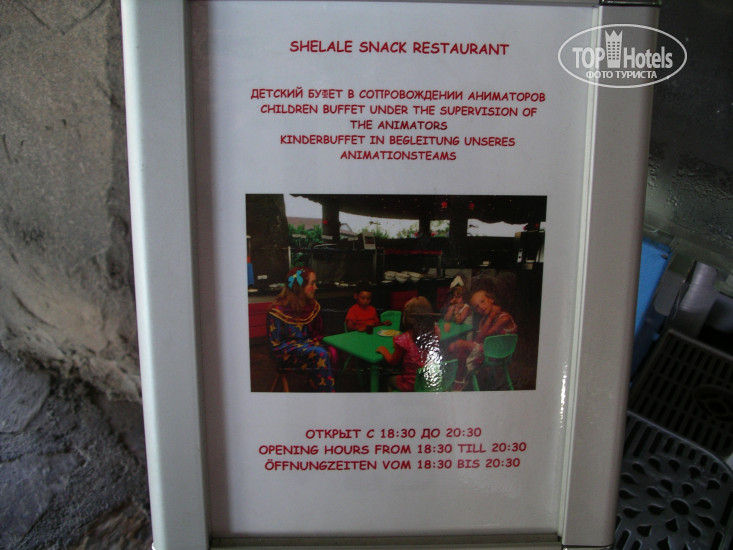 SHELALE SNACK RESTAURANT
TOP Hotels
ФОТО ТУРИСТА
ДЕТСКИЙ БУФЕТ В СОПРОВОЖДЕНИИ АНИМАТОРОВ
CHILDREN BUFFET UNDER THE SUPERVISION OF
THE ANIMATORS
KINDERBUFFET IN BEGLEITUNG UNSERES
ANIMATIONSTEAMS
ОТКРЫТ С 18:30 ДО 20:30
OPENING HOURS FROM 18:30 TILL 20:30
ÖFFNUNGZEITEN VOM 18:30 BIS 20:30